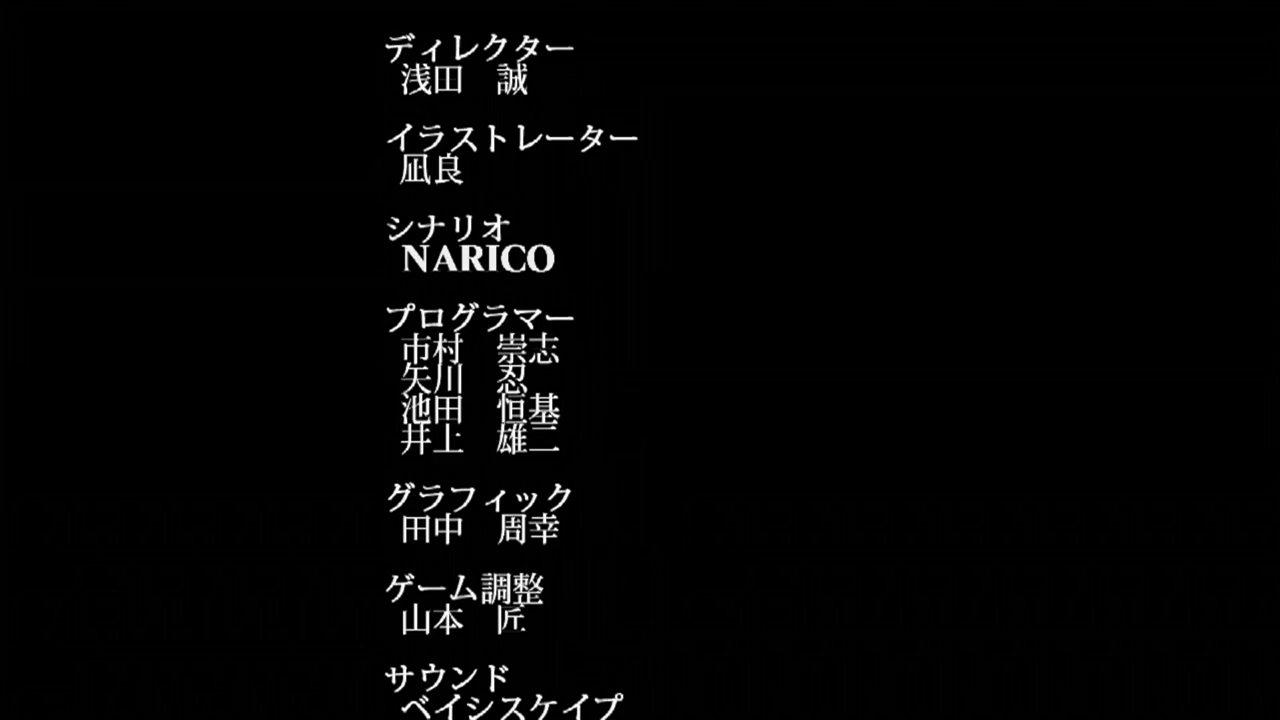 ディレクター
浅田　誠
イラストレーター
凪良
シナリオ
NARICO
プログラマー
市村　崇志
矢川　忍
池田　恒基
井上　雄二
グラフィック
田中　周幸
ゲーム調整
山本　匠
サウンド
ベイシスケイプ